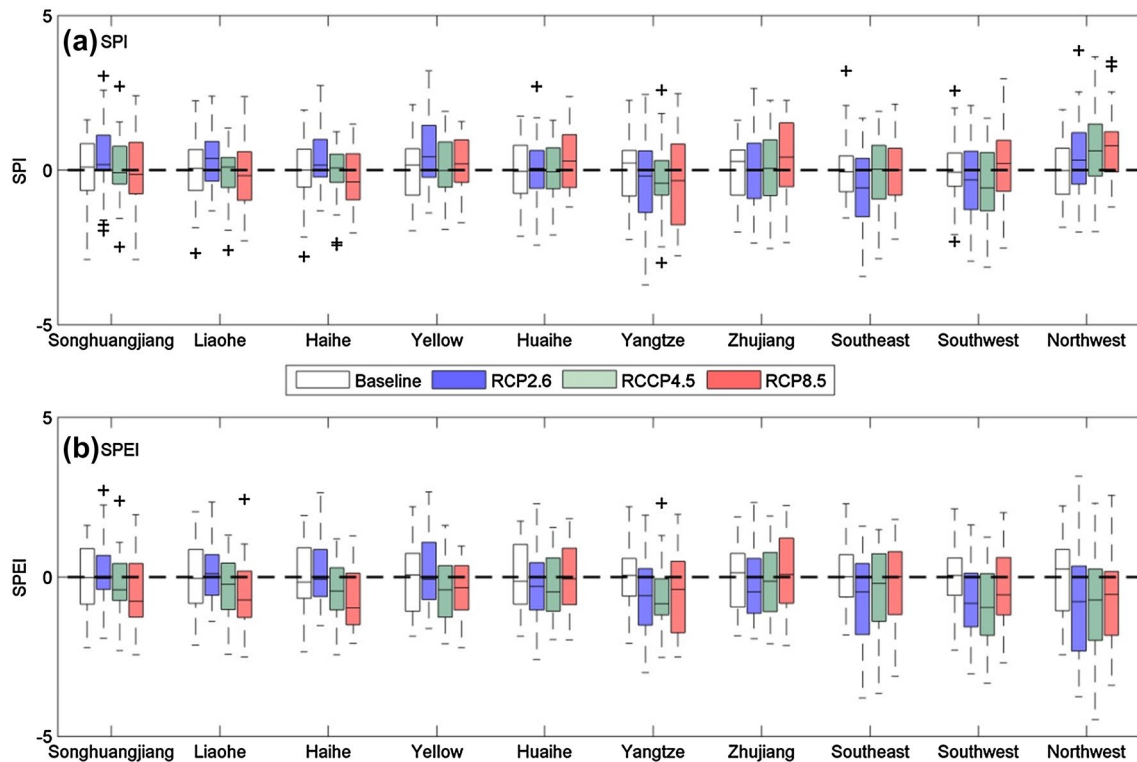 5
(a) SPI
SPI
0
-5
Songhuangjiang Liaohe Haihe Yellow Huaihe Yangtze Zhujiang Southeast Southwest Northwest
Baseline RCP2.6 RCCP4.5 RCP8.5
5
(b) SPEI
SPEI
0
-5
Songhuangjiang Liaohe Haihe Yellow Huaihe Yangtze Zhujiang Southeast Southwest Northwest